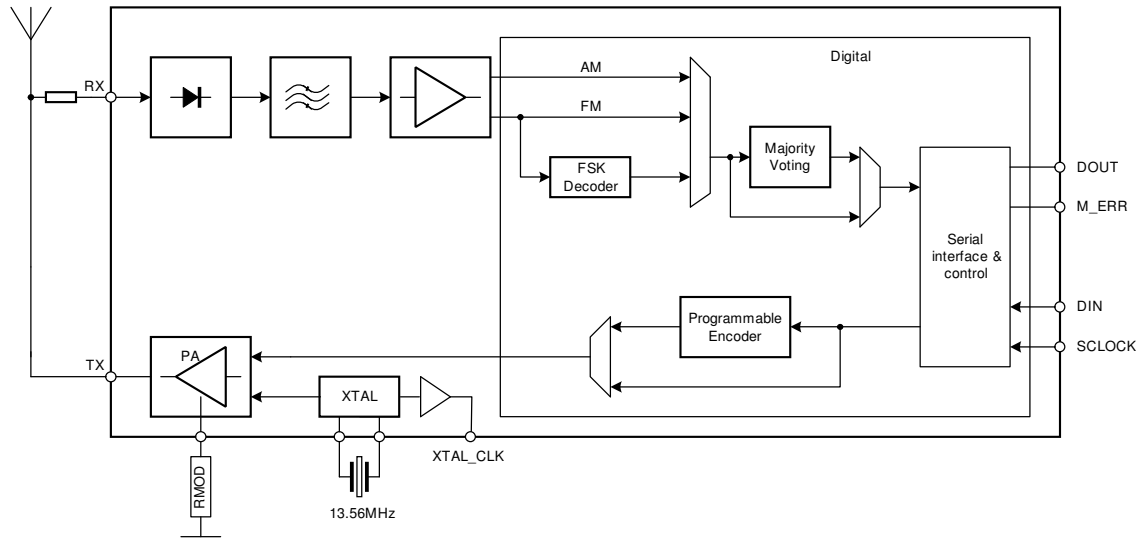 Digital
RX
AM
FM
FSK
Decoder
Majority
Voting
DOUT
M_ERR
Serial
interface &
control
DIN
SCLOCK
Programmable
Encoder
TX
PA
XTAL
XTAL_CLK
RMOD
13.56MHz